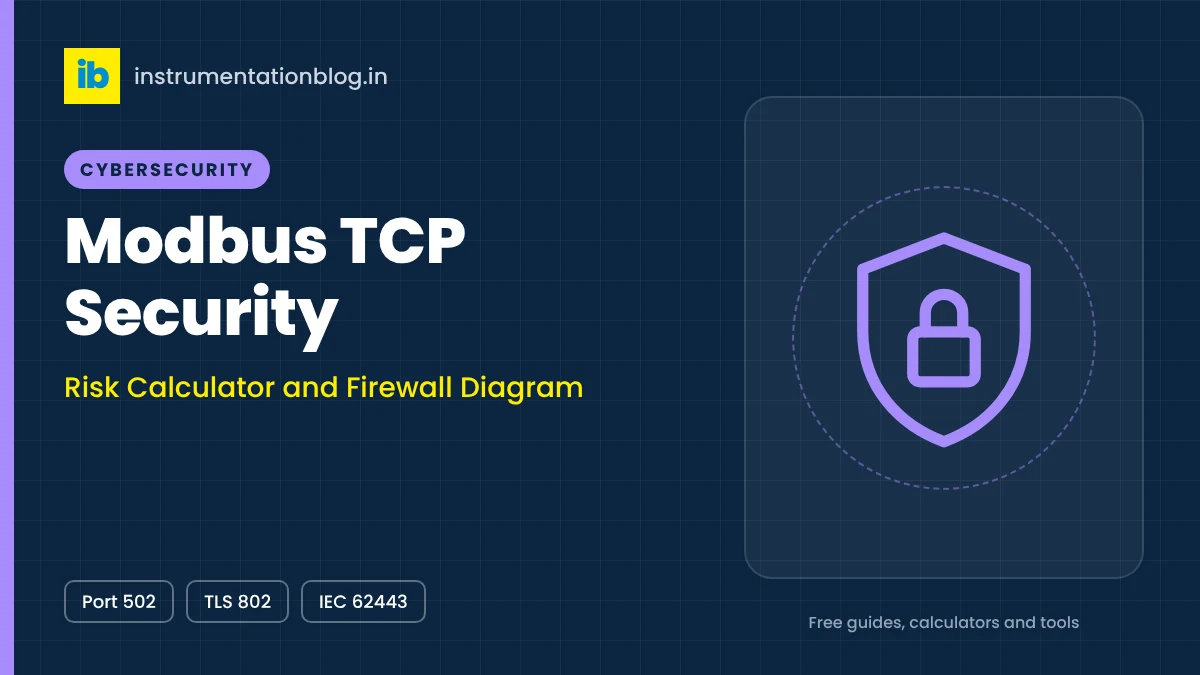 ib
instrumentationblog.in
CYBERSECURITY
Modbus TCP
Security
Risk Calculator and Firewall Diagram
Port 502
TLS 802
IEC 62443
Free guides, calculators and tools